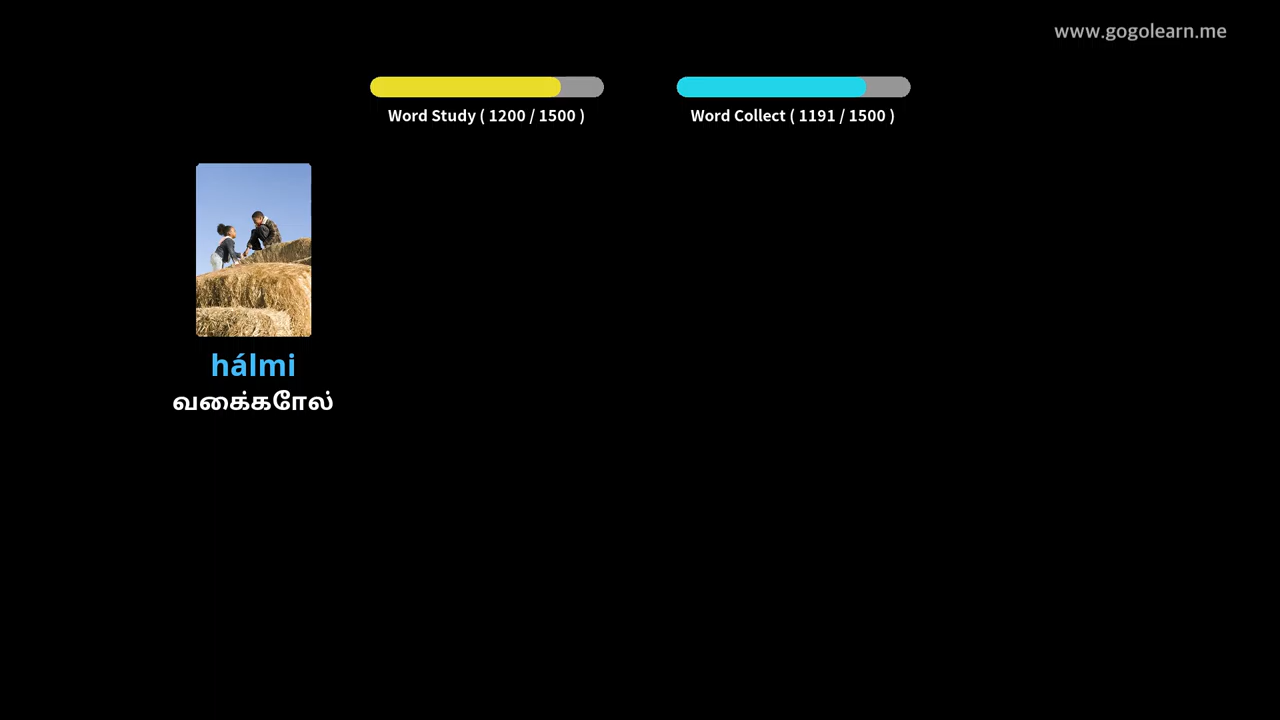 www.gogolearn.me
Word Study ( 1200 / 1500 )
Word Collect ( 1191 / 1500 )
hálmi
வைக்கோல்